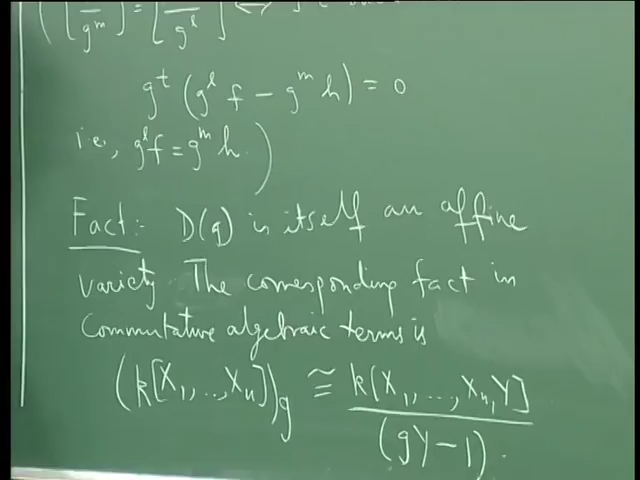 ( [ / g^m ] = [ / g^l ] ⟺
g^t (g^l f − g^m h) = 0
i.e., g^l f = g^m h )
Fact:- D(g) is itself an affine
variety. The corresponding fact in
Commutative algebraic terms is
(k[X_1, .., X_n])_g ≅ k[X_1, ..., X_n, Y] / (gY − 1).